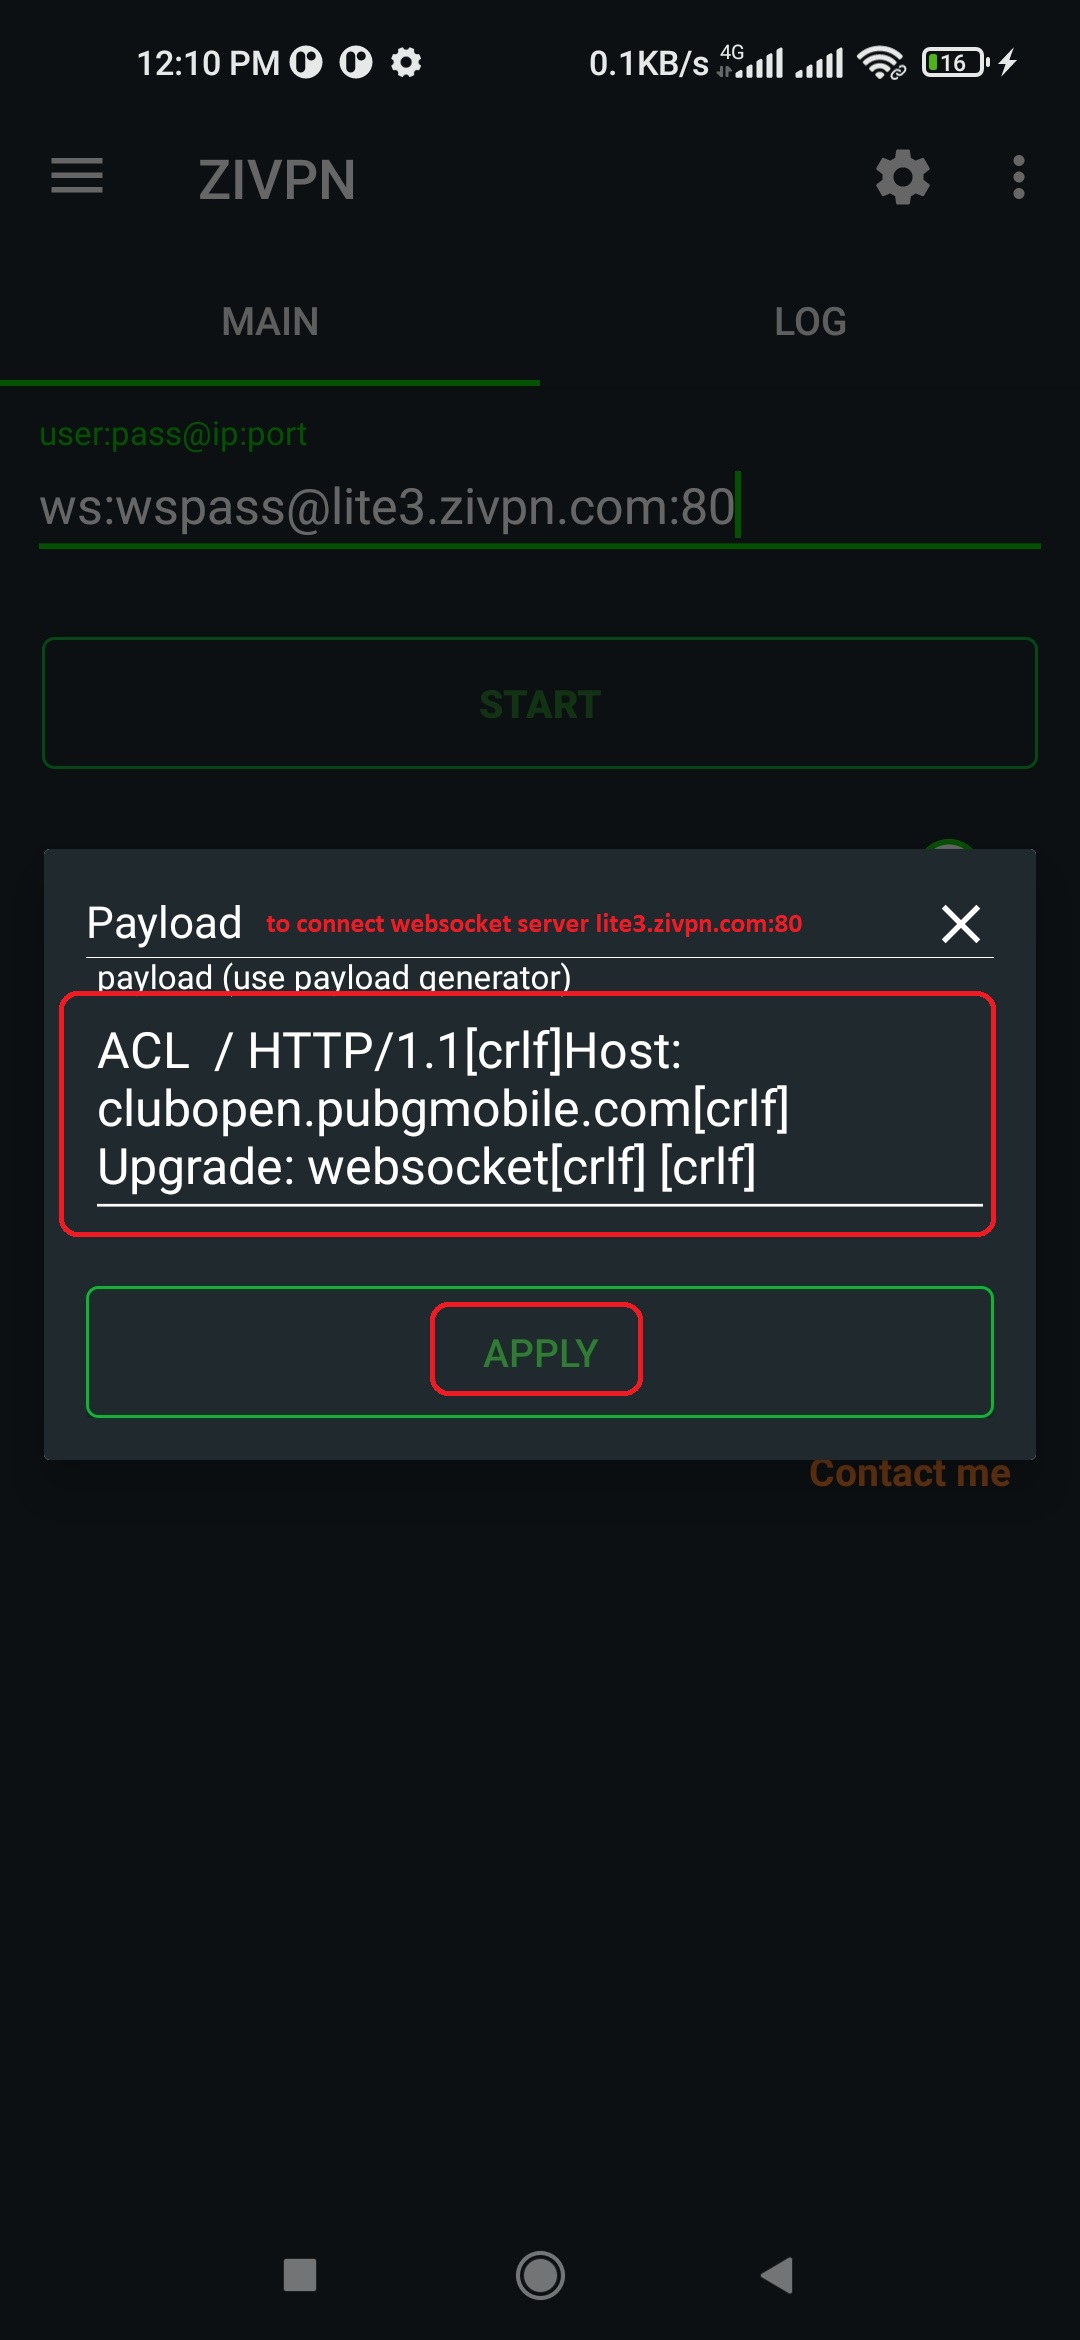 12:10 PM 0.1KB/s 4G 16
ZIVPN
MAIN LOG
user:pass@ip:port
ws:wspass@lite3.zivpn.com:80
START
Payload to connect websocket server lite3.zivpn.com:80
payload (use payload generator)
ACL  / HTTP/1.1[crlf]Host:
clubopen.pubgmobile.com[crlf]
Upgrade: websocket[crlf] [crlf]
APPLY
Contact me